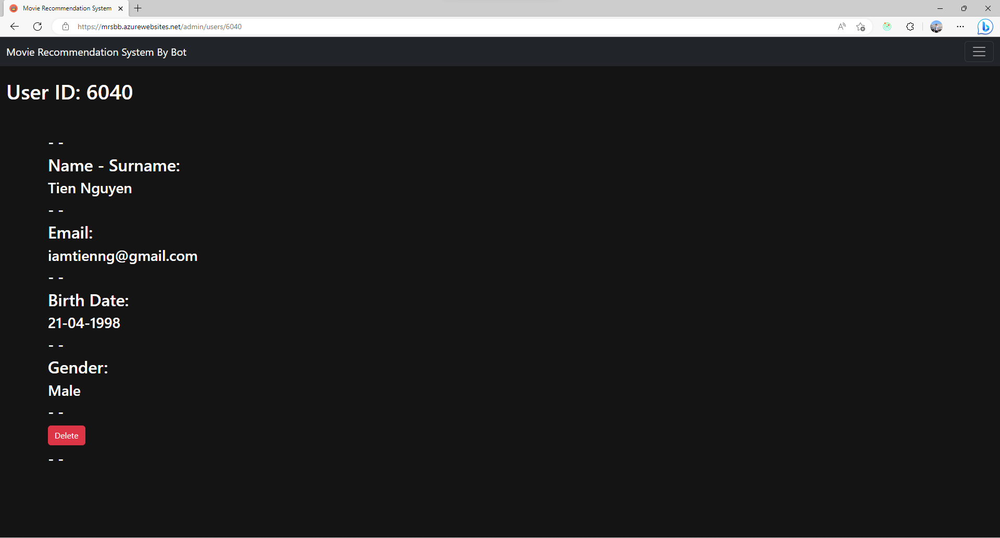 Movie Recommendation System
https://mrsbb.azurewebsites.net/admin/users/6040
Movie Recommendation System By Bot
User ID: 6040
- -
Name - Surname:
Tien Nguyen
- -
Email:
iamtienng@gmail.com
- -
Birth Date:
21-04-1998
- -
Gender:
Male
- -
Delete
- -